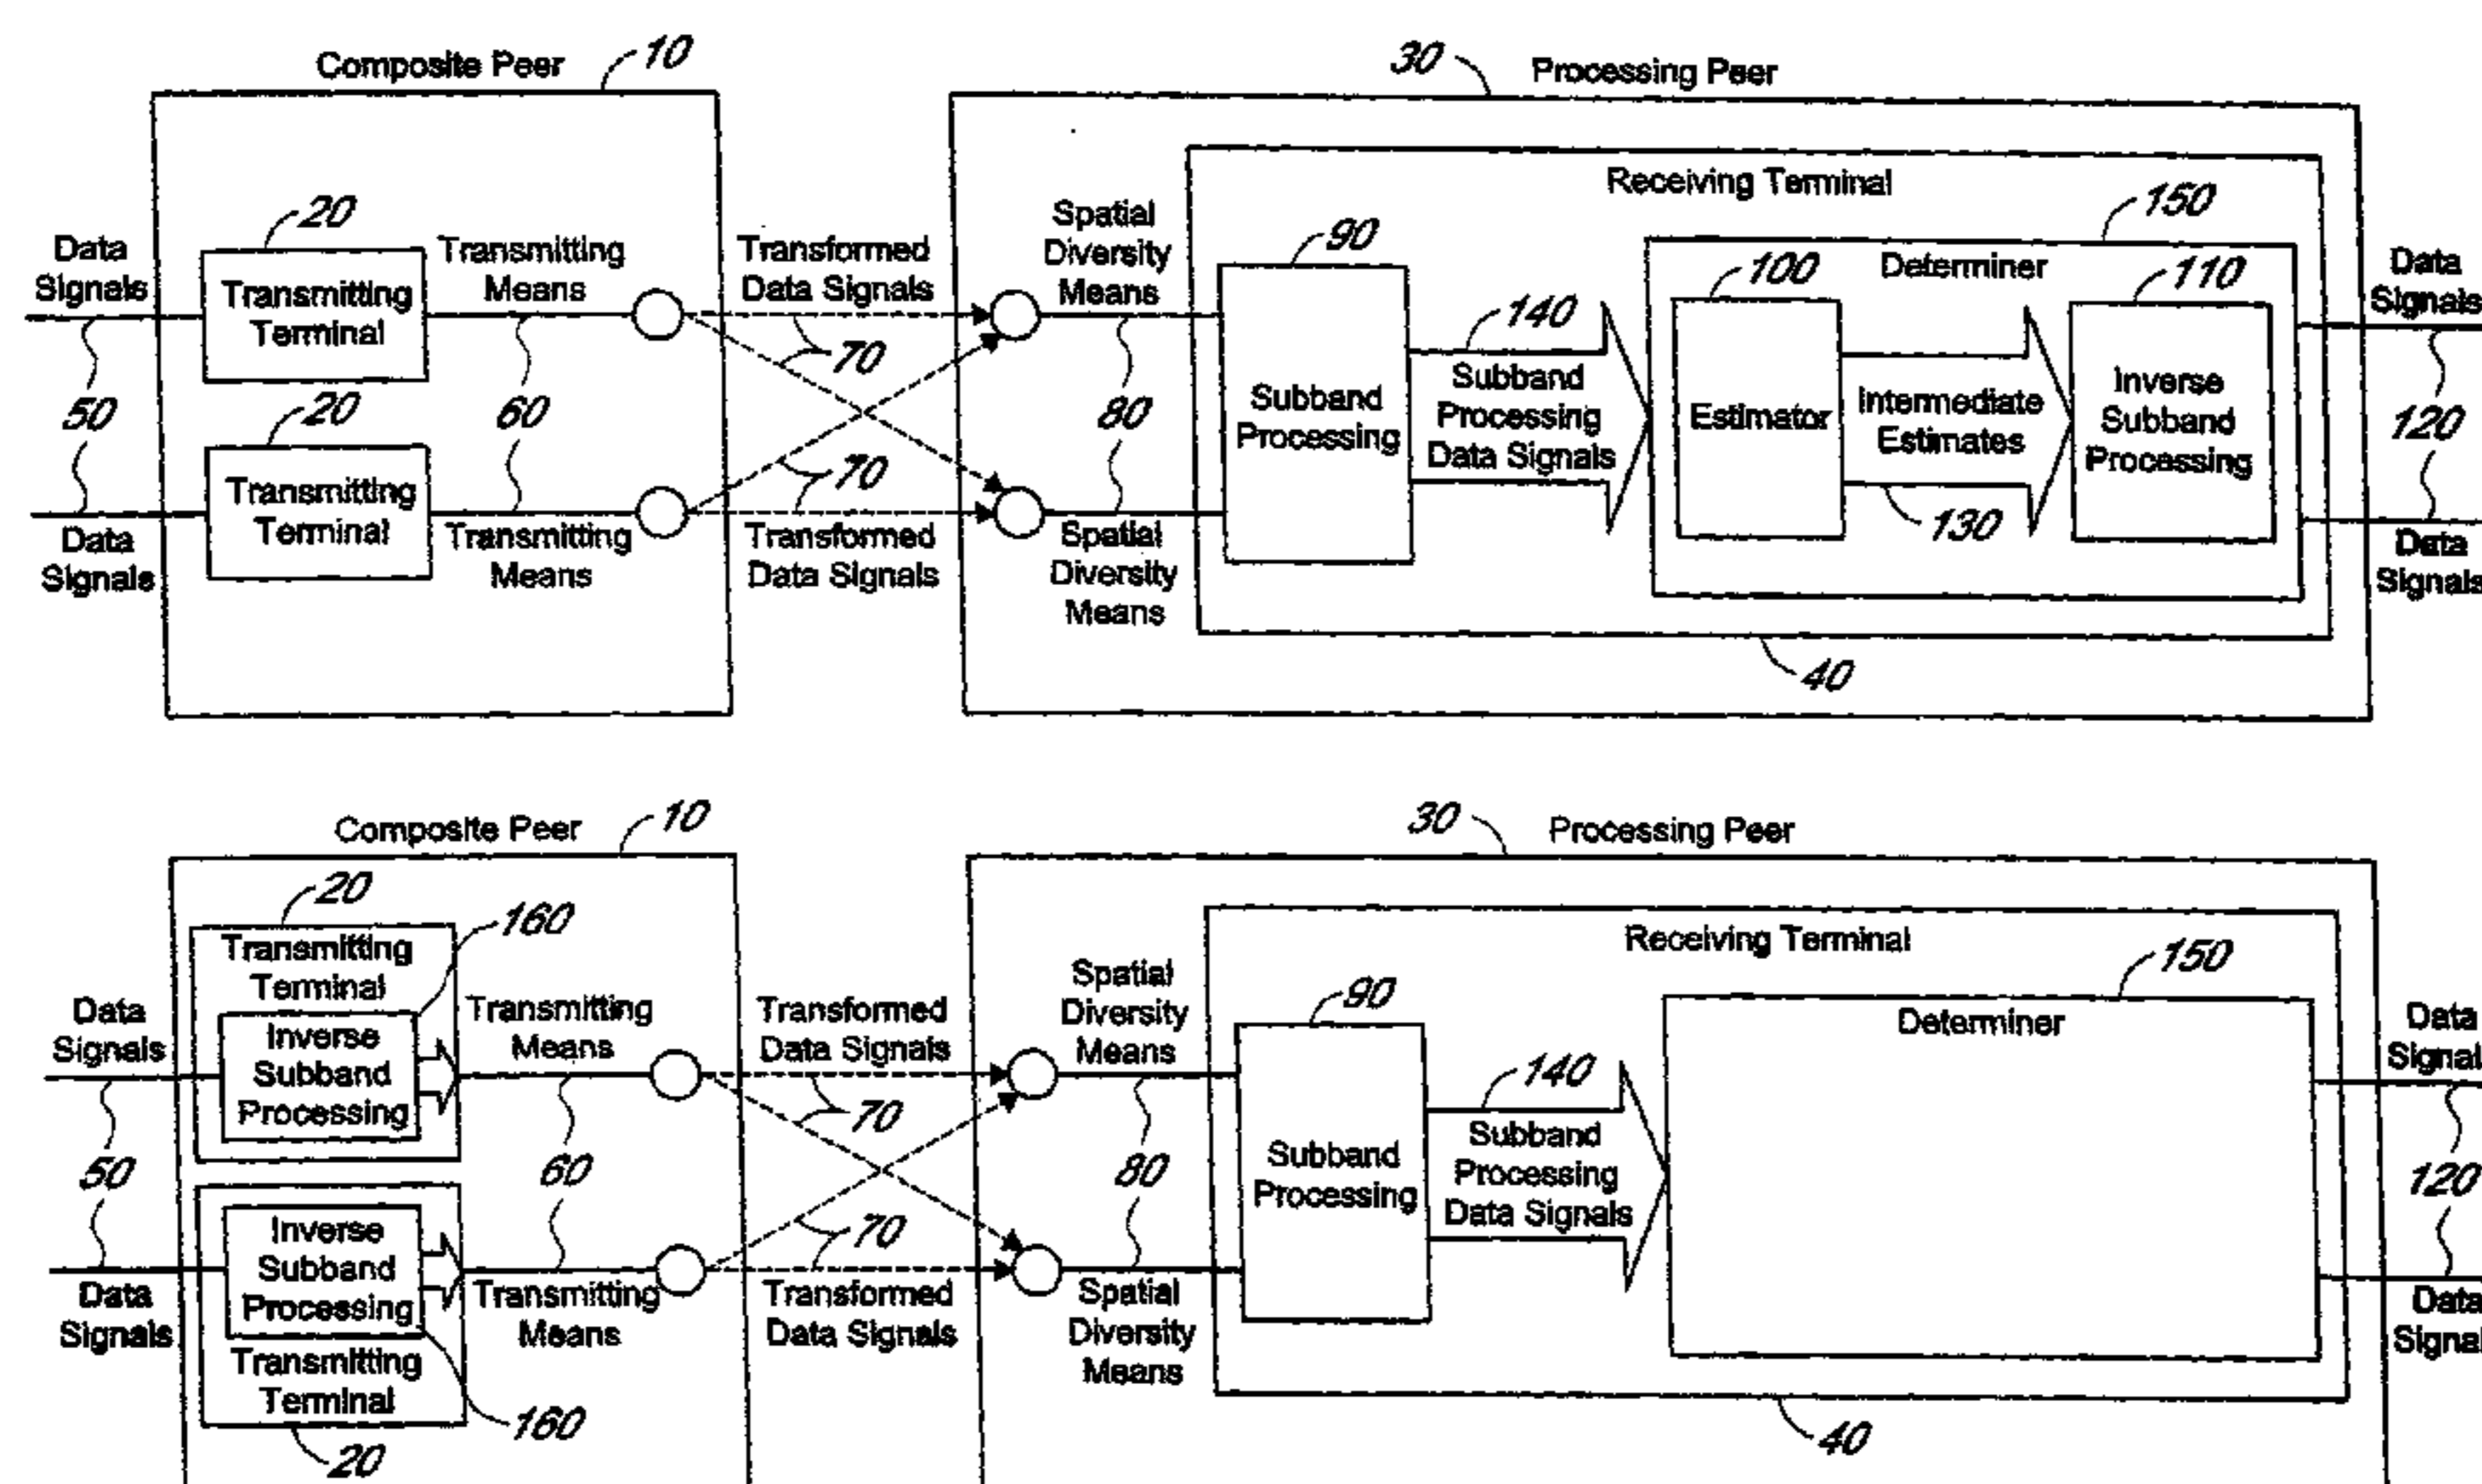 Composite Peer
10
30
Processing Peer
Receiving Terminal
150
20
Data
Signals
Transmitting
Terminal
Transmitting
Means
Transformed
Data Signals
Spatial
Diversity
Means
90
100
Determiner
110
Data
Signals
140
50
20
60
70
80
Subband
Processing
Subband
Processing
Data Signals
Estimator
Intermediate
Estimates
Inverse
Subband
Processing
120
70
130
Data
Signals
Transmitting
Terminal
Transmitting
Means
Transformed
Data Signals
Spatial
Diversity
Means
Data
Signals
40
Composite Peer
10
30
Processing Peer
20
160
Receiving Terminal
150
Transmitting
Terminal
Data
Signals
Inverse
Subband
Processing
Transmitting
Means
Transformed
Data Signals
Spatial
Diversity
Means
90
Determiner
Data
Signals
140
50
60
70
80
Subband
Processing
Subband
Processing
Data Signals
120
70
Data
Signals
Inverse
Subband
Processing
Transmitting
Terminal
Transmitting
Means
Transformed
Data Signals
Spatial
Diversity
Means
Data
Signals
160
20
40